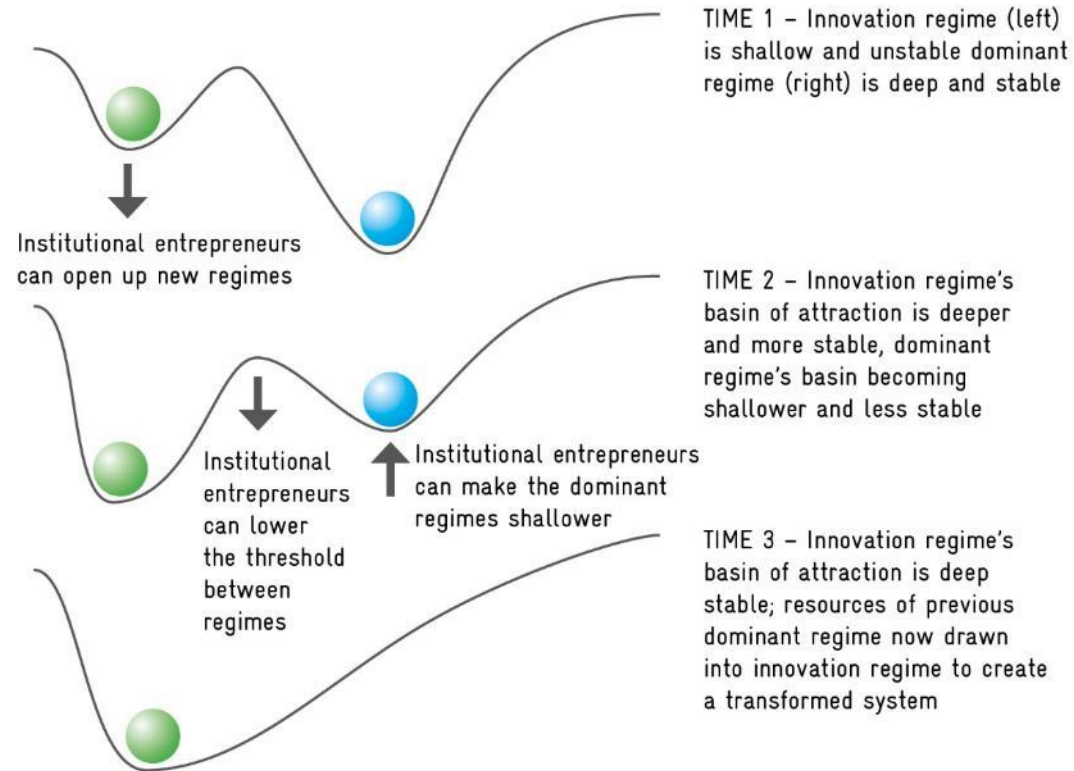 TIME 1 – Innovation regime (left)
is shallow and unstable dominant
regime (right) is deep and stable
Institutional entrepreneurs
can open up new regimes
TIME 2 – Innovation regime's
basin of attraction is deeper
and more stable, dominant
regime's basin becoming
shallower and less stable
Institutional
entrepreneurs
can lower
the threshold
between
regimes
Institutional entrepreneurs
can make the dominant
regimes shallower
TIME 3 – Innovation regime's
basin of attraction is deep
stable; resources of previous
dominant regime now drawn
into innovation regime to create
a transformed system